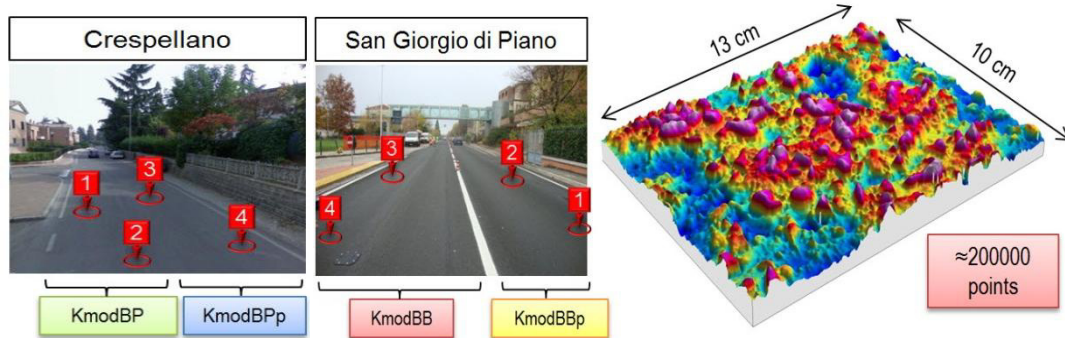 Crespellano
San Giorgio di Piano
1
3
2
4
3
2
4
1
KmodBP
KmodBPp
KmodBB
KmodBBp
13 cm
10 cm
≈200000
points